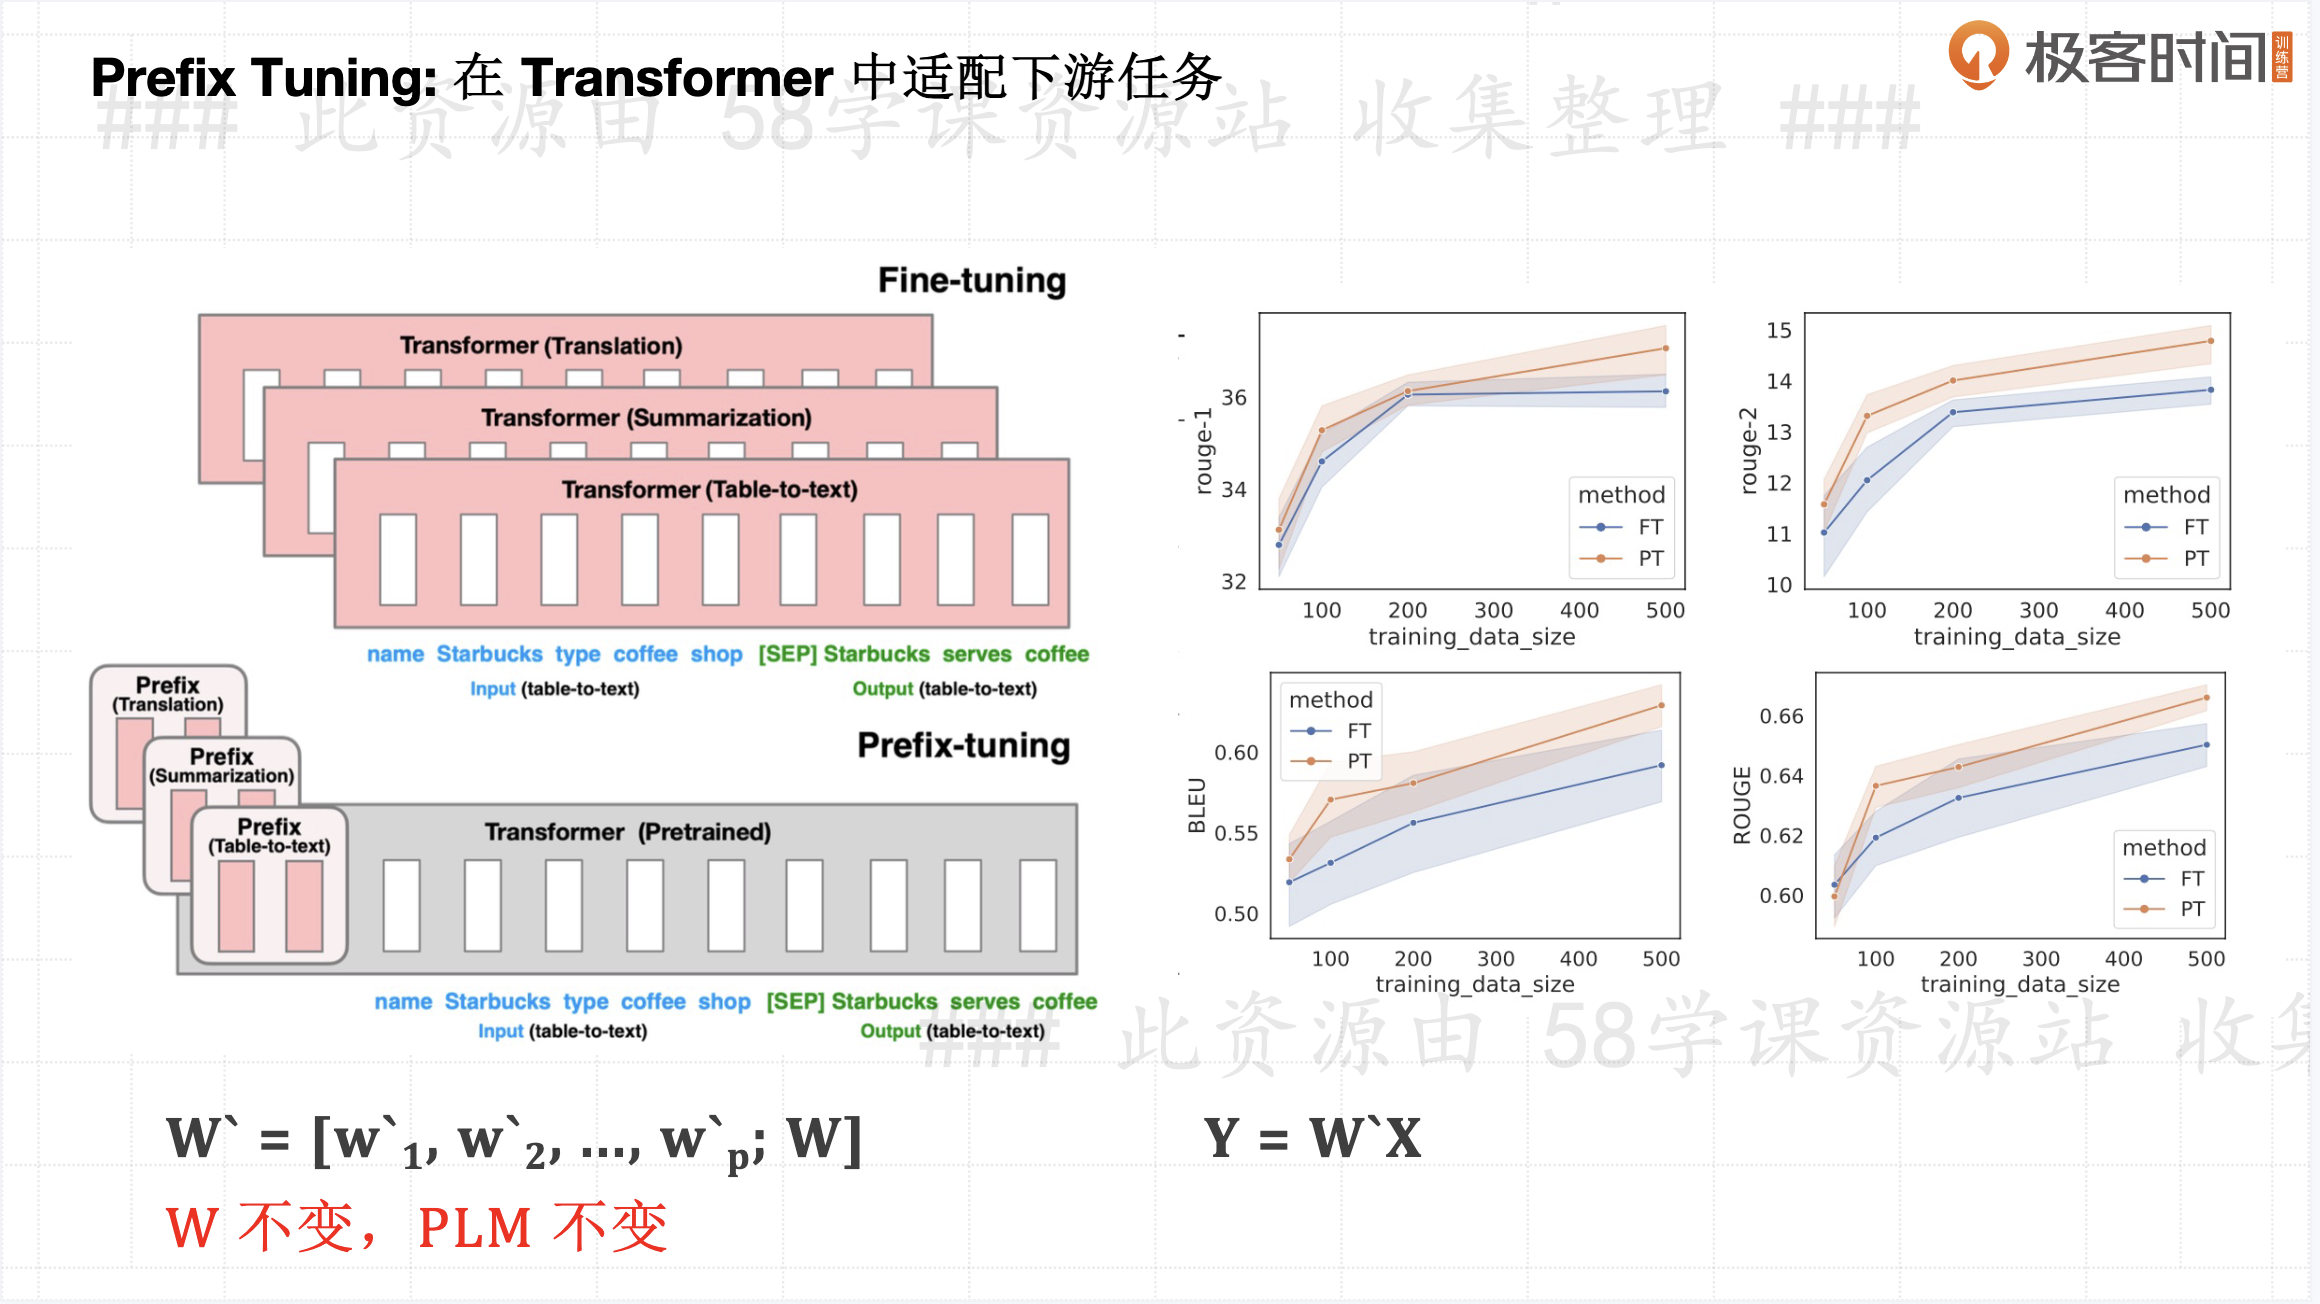 Prefix Tuning: 在 Transformer 中适配下游任务
极客时间
训练营
### 此资源由 58学课资源站 收集整理 ###
Fine-tuning
Transformer (Translation)
Transformer (Summarization)
Transformer (Table-to-text)
name Starbucks type coffee shop [SEP] Starbucks serves coffee
Input (table-to-text) Output (table-to-text)
Prefix
(Translation)
Prefix
(Summarization)
Prefix
(Table-to-text)
Prefix-tuning
Transformer (Pretrained)
name Starbucks type coffee shop [SEP] Starbucks serves coffee
Input (table-to-text) Output (table-to-text)
rouge-1
36
34
32
method
FT
PT
100 200 300 400 500
training_data_size
rouge-2
15
14
13
12
11
10
method
FT
PT
100 200 300 400 500
training_data_size
BLEU
0.60
0.55
0.50
method
FT
PT
100 200 300 400 500
training_data_size
ROUGE
0.66
0.64
0.62
0.60
method
FT
PT
100 200 300 400 500
training_data_size
### 此资源由 58学课资源站 收集
W` = [w`1, w`2, ..., w`p; W]
Y = W`X
W 不变，PLM 不变